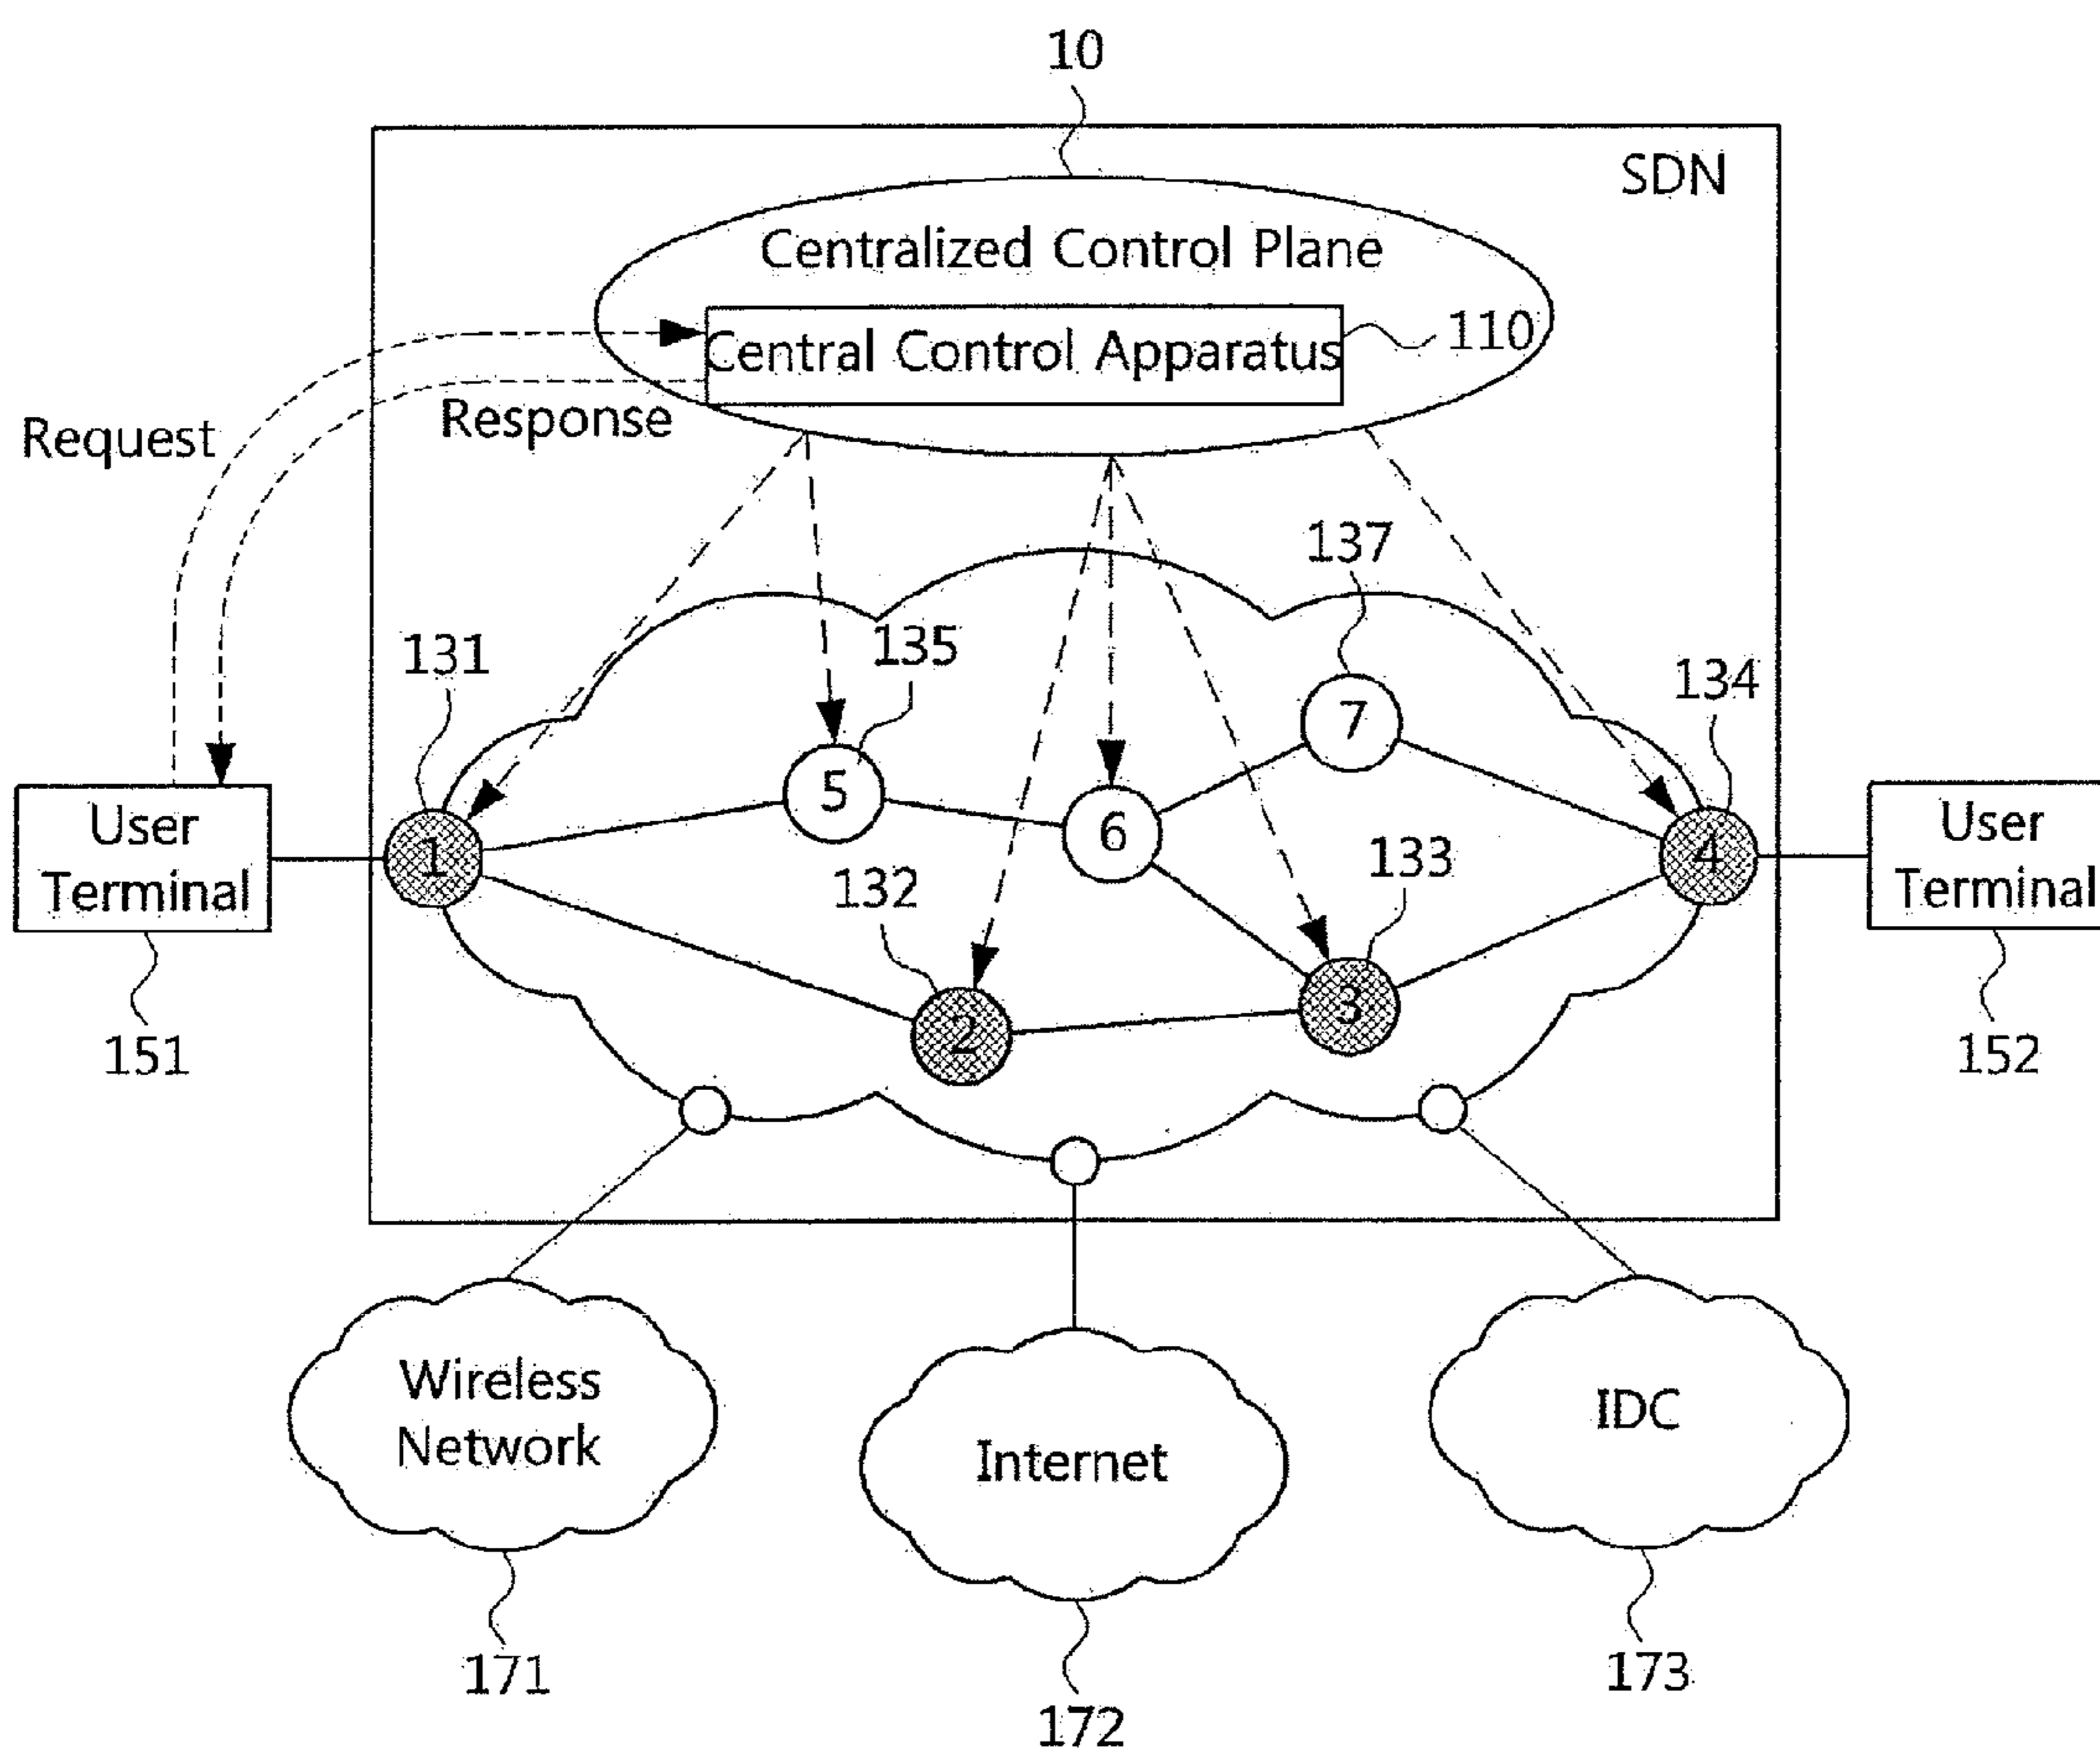 10
SDN
Centralized Control Plane
Central Control Apparatus
110
Request
Response
137
135
131
134
7
5
6
User
Terminal
1
133
4
User
Terminal
132
3
2
151
152
Wireless
Network
Internet
IDC
171
172
173